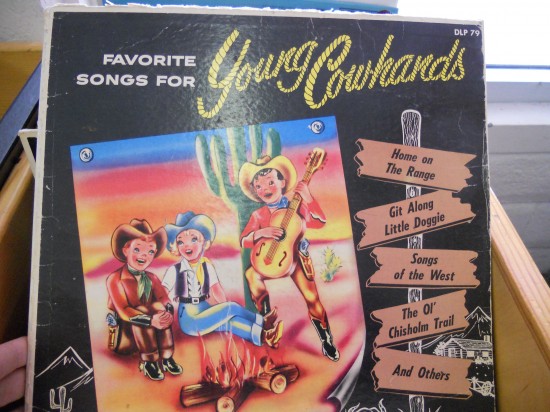 DLP 79
FAVORITE
SONGS FOR
Young Cowhands
Home on
The Range
Git Along
Little Doggie
Songs
of the West
The Ol'
Chisholm Trail
And Others